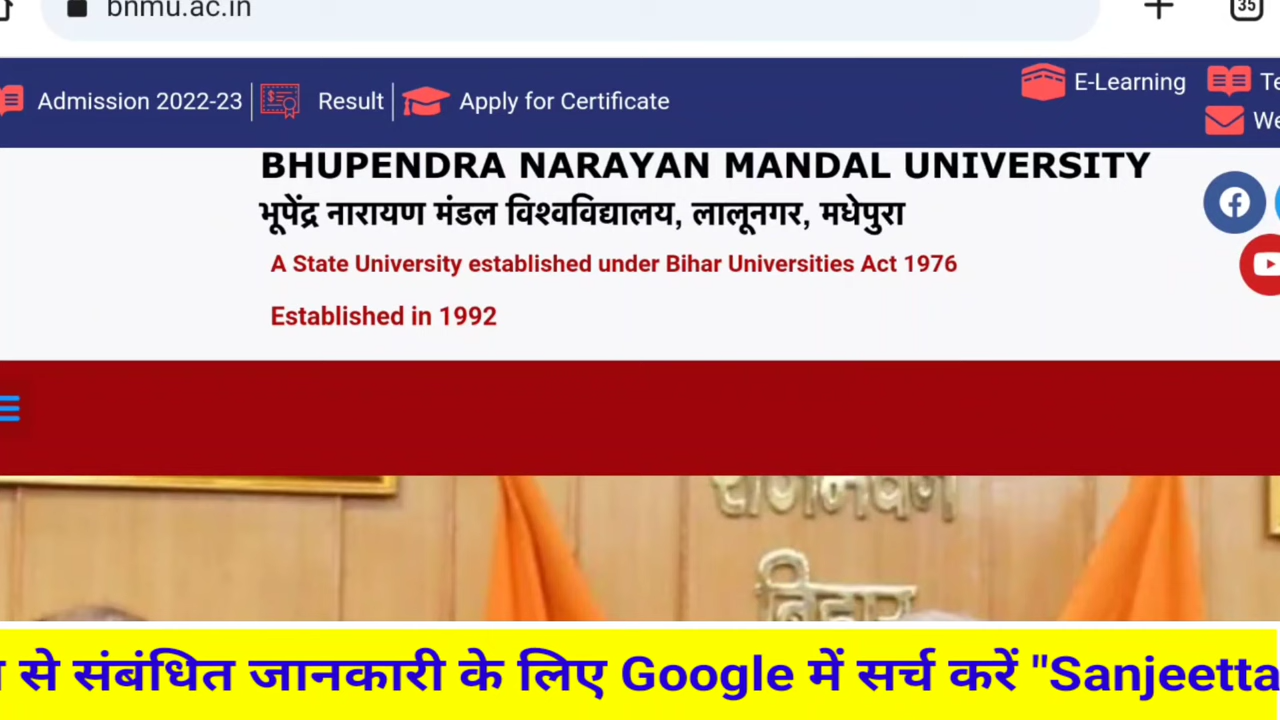 bnmu.ac.in
35
Admission 2022-23
Result
Apply for Certificate
E-Learning
BHUPENDRA NARAYAN MANDAL UNIVERSITY
भूपेंद्र नारायण मंडल विश्वविद्यालय, लालूनगर, मधेपुरा
A State University established under Bihar Universities Act 1976
Established in 1992
बिहार
से संबंधित जानकारी के लिए Google में सर्च करें "Sanjeetta